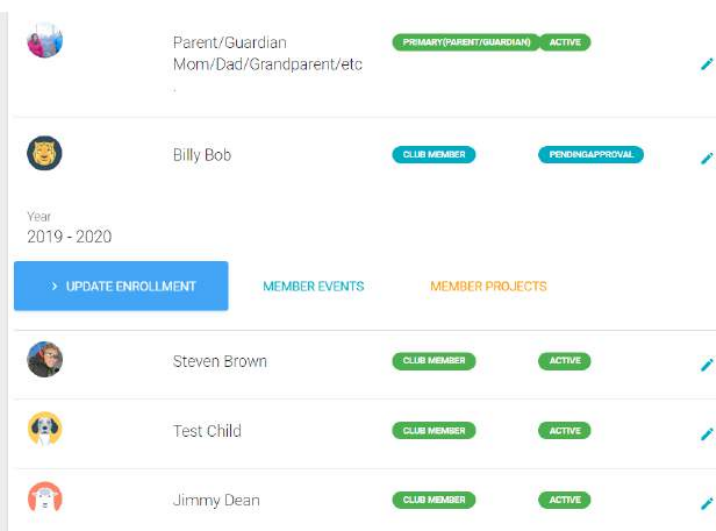 Parent/Guardian PRIMARY(PARENT/GUARDIAN) ACTIVE
Mom/Dad/Grandparent/etc
.
Billy Bob CLUB MEMBER PENDINGAPPROVAL
Year
2019 - 2020
> UPDATE ENROLLMENT MEMBER EVENTS MEMBER PROJECTS
Steven Brown CLUB MEMBER ACTIVE
Test Child CLUB MEMBER ACTIVE
Jimmy Dean CLUB MEMBER ACTIVE